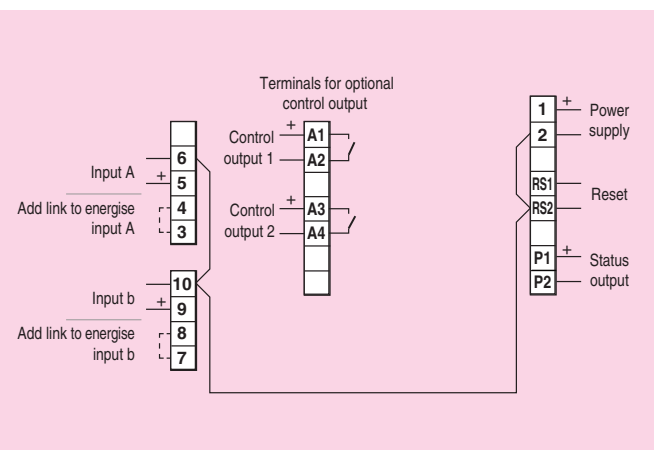 Terminals for optional
control output
6
Input A
+
5
Add link to energise
4
input A
3
10
Input b
+
9
Add link to energise
8
input b
7
Control
+
A1
output 1
A2
Control
+
A3
output 2
A4
1
+
Power
2
supply
RS1
Reset
RS2
P1
+
Status
P2
output